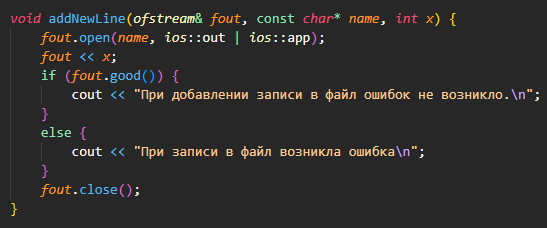 void addNewLine(ofstream& fout, const char* name, int x) {
    fout.open(name, ios::out | ios::app);
    fout << x;
    if (fout.good()) {
        cout << "При добавлении записи в файл ошибок не возникло.\n";
    }
    else {
        cout << "При записи в файл возникла ошибка\n";
    }
    fout.close();
}